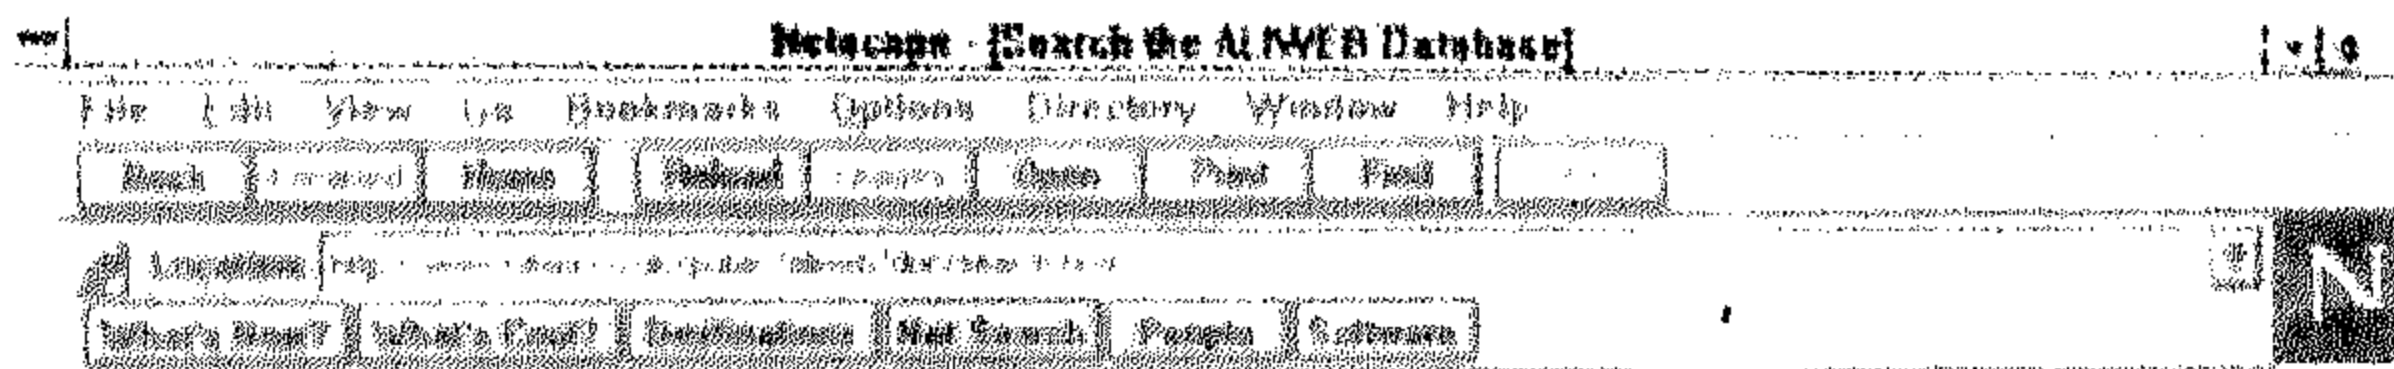 Netscape - [Search the ALIWEB Database]
File Edit View Go Bookmarks Options Directory Window Help
Back Forward Home Reload Images Open Print Find
Location
What's New? What's Cool? Destinations Net Search People Software
N